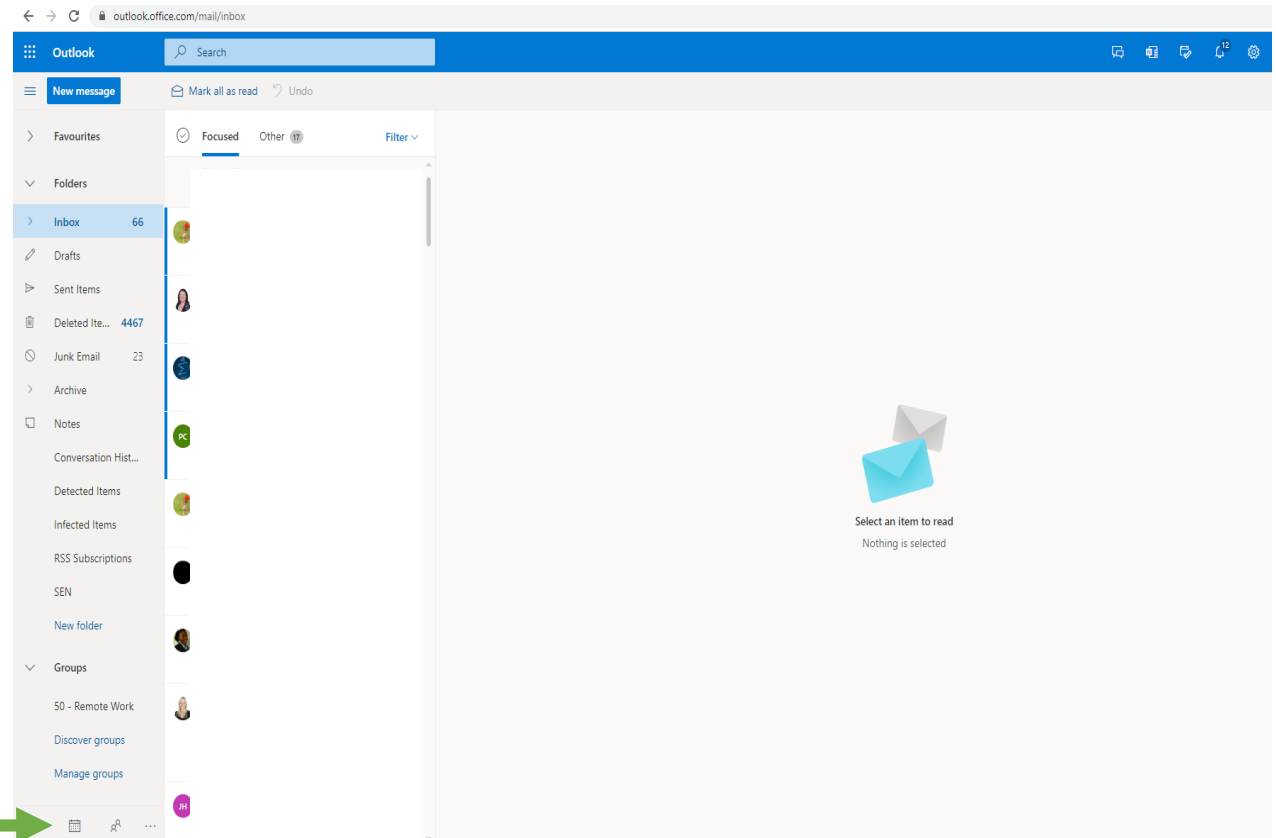 outlook.office.com/mail/inbox
Outlook
Search
12
New message
Mark all as read
Undo
Favourites
Focused
Other 17
Filter
Folders
Inbox 66
Drafts
Sent Items
Deleted Ite... 4467
Junk Email 23
Archive
Notes
Conversation Hist...
Detected Items
Infected Items
RSS Subscriptions
SEN
New folder
Groups
50 - Remote Work
Discover groups
Manage groups
PC
JH
Select an item to read
Nothing is selected